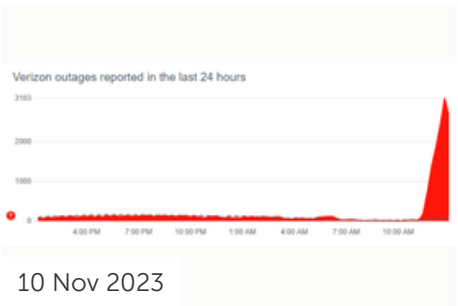 Verizon outages reported in the last 24 hours
3103
2000
1000
0
4:00 PM 7:00 PM 10:00 PM 1:00 AM 4:00 AM 7:00 AM 10:00 AM
10 Nov 2023